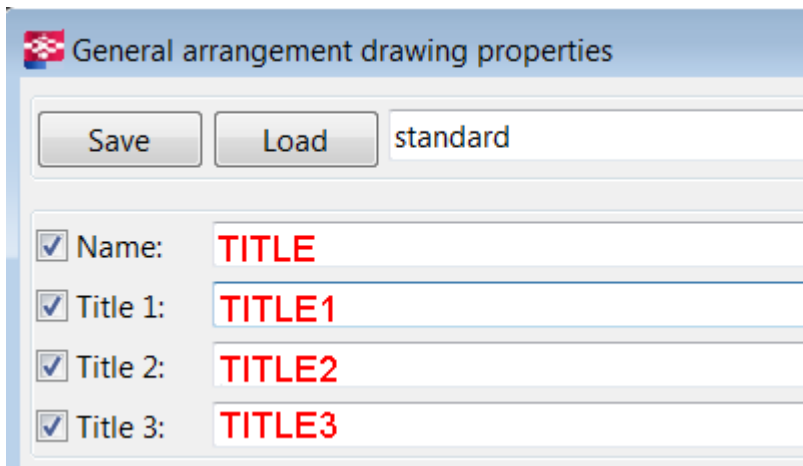 General arrangement drawing properties
Save Load standard
Name: TITLE
Title 1: TITLE1
Title 2: TITLE2
Title 3: TITLE3